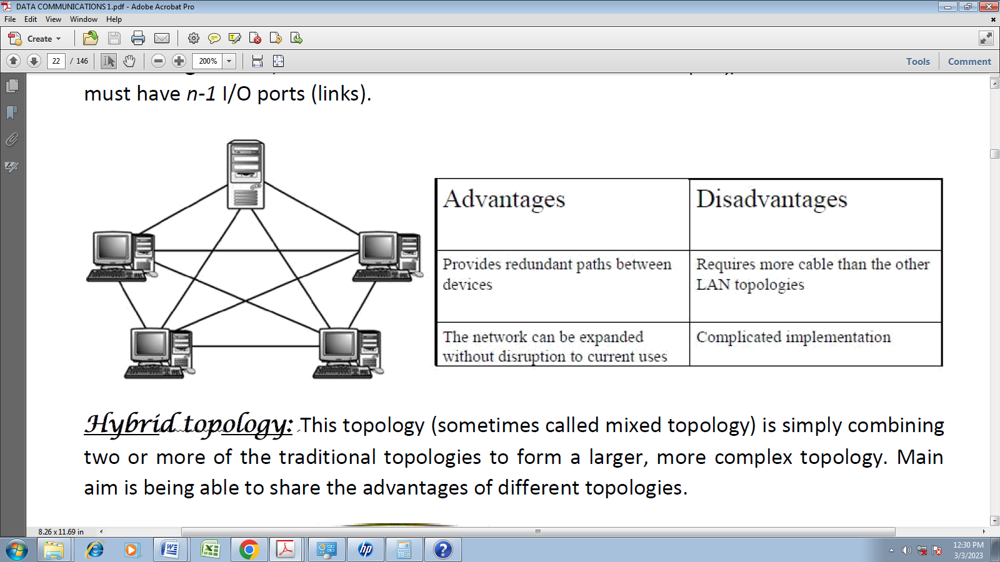 DATA COMMUNICATIONS 1.pdf - Adobe Acrobat Pro
File Edit View Window Help
Create
22 / 146 200% Tools Comment
must have n-1 I/O ports (links).
Advantages Disadvantages
Provides redundant paths between devices
Requires more cable than the other LAN topologies
The network can be expanded without disruption to current uses
Complicated implementation
Hybrid topology: This topology (sometimes called mixed topology) is simply combining
two or more of the traditional topologies to form a larger, more complex topology. Main
aim is being able to share the advantages of different topologies.
8.26 x 11.69 in
12:30 PM
3/3/2023